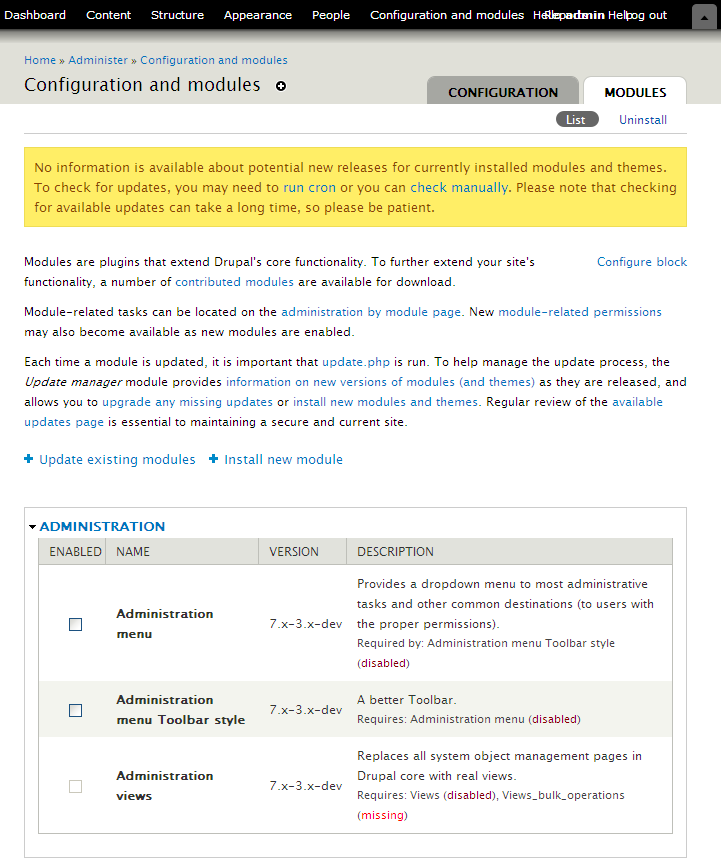 Dashboard Content Structure Appearance People Configuration and modules Reports Help Hello admin Log out
Home » Administer » Configuration and modules
Configuration and modules
CONFIGURATION MODULES
List Uninstall
No information is available about potential new releases for currently installed modules and themes.
To check for updates, you may need to run cron or you can check manually. Please note that checking
for available updates can take a long time, so please be patient.
Modules are plugins that extend Drupal's core functionality. To further extend your site's
functionality, a number of contributed modules are available for download.
Configure block
Module-related tasks can be located on the administration by module page. New module-related permissions
may also become available as new modules are enabled.
Each time a module is updated, it is important that update.php is run. To help manage the update process, the
Update manager module provides information on new versions of modules (and themes) as they are released, and
allows you to upgrade any missing updates or install new modules and themes. Regular review of the available
updates page is essential to maintaining a secure and current site.
+ Update existing modules + Install new module
ADMINISTRATION
ENABLED NAME VERSION DESCRIPTION
Administration
menu
7.x-3.x-dev
Provides a dropdown menu to most administrative
tasks and other common destinations (to users with
the proper permissions).
Required by: Administration menu Toolbar style
(disabled)
Administration
menu Toolbar style
7.x-3.x-dev
A better Toolbar.
Requires: Administration menu (disabled)
Administration
views
7.x-3.x-dev
Replaces all system object management pages in
Drupal core with real views.
Requires: Views (disabled), Views_bulk_operations
(missing)